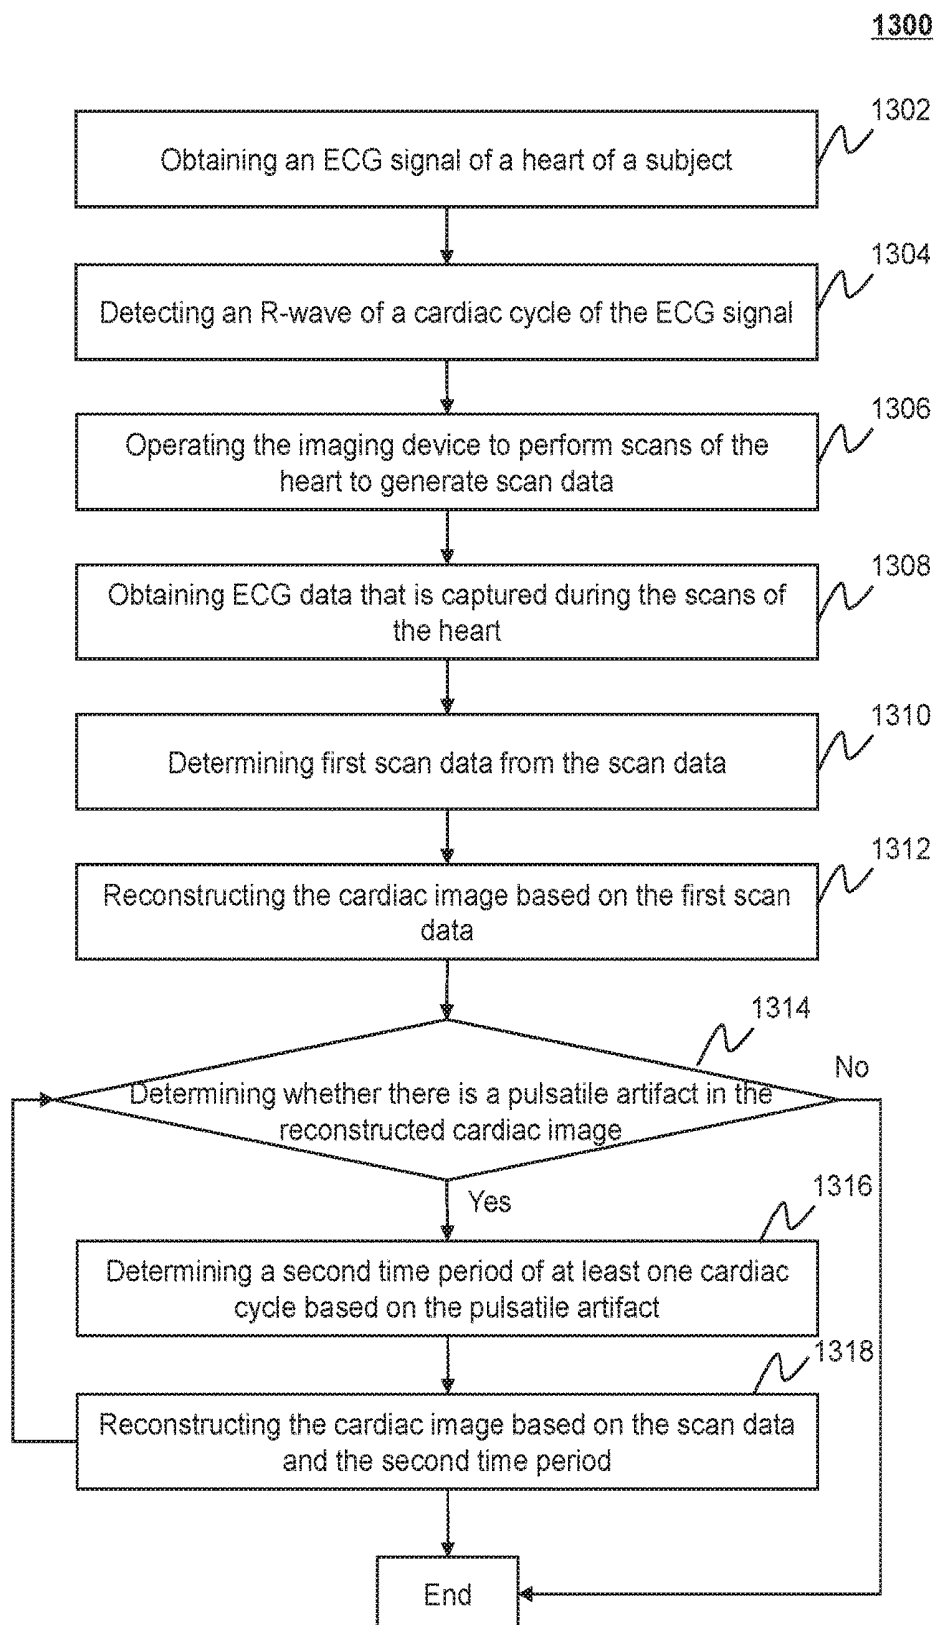 1300
1302
Obtaining an ECG signal of a heart of a subject
1304
Detecting an R-wave of a cardiac cycle of the ECG signal
1306
Operating the imaging device to perform scans of the
heart to generate scan data
1308
Obtaining ECG data that is captured during the scans of
the heart
1310
Determining first scan data from the scan data
1312
Reconstructing the cardiac image based on the first scan
data
1314
No
Determining whether there is a pulsatile artifact in the
reconstructed cardiac image
Yes
1316
Determining a second time period of at least one cardiac
cycle based on the pulsatile artifact
1318
Reconstructing the cardiac image based on the scan data
and the second time period
End